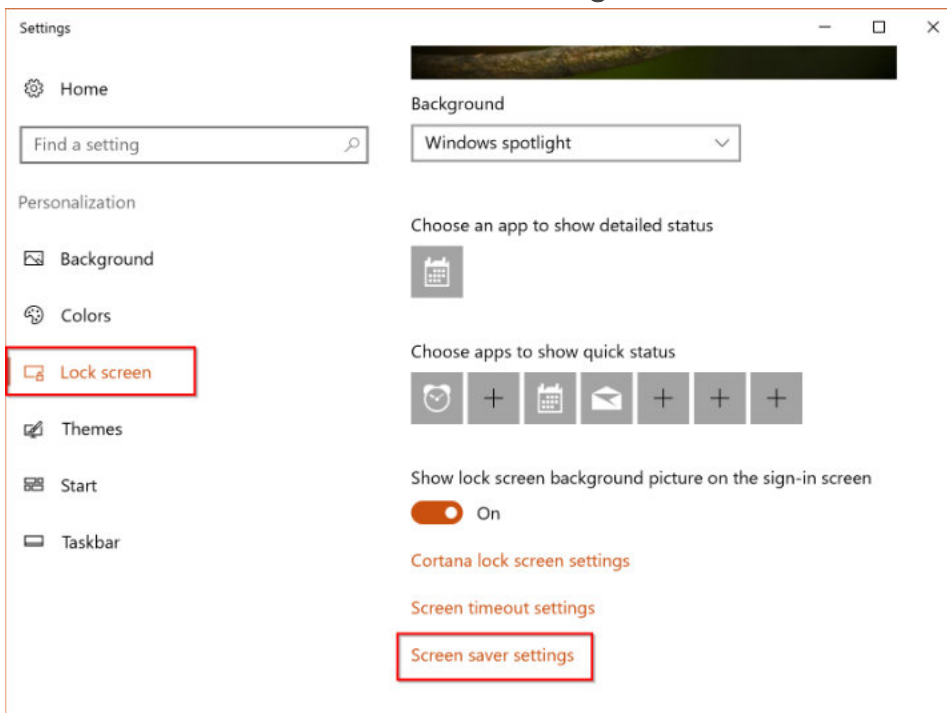 Settings
Home
Find a setting
Personalization
Background
Colors
Lock screen
Themes
Start
Taskbar
Background
Windows spotlight
Choose an app to show detailed status
Choose apps to show quick status
Show lock screen background picture on the sign-in screen
On
Cortana lock screen settings
Screen timeout settings
Screen saver settings